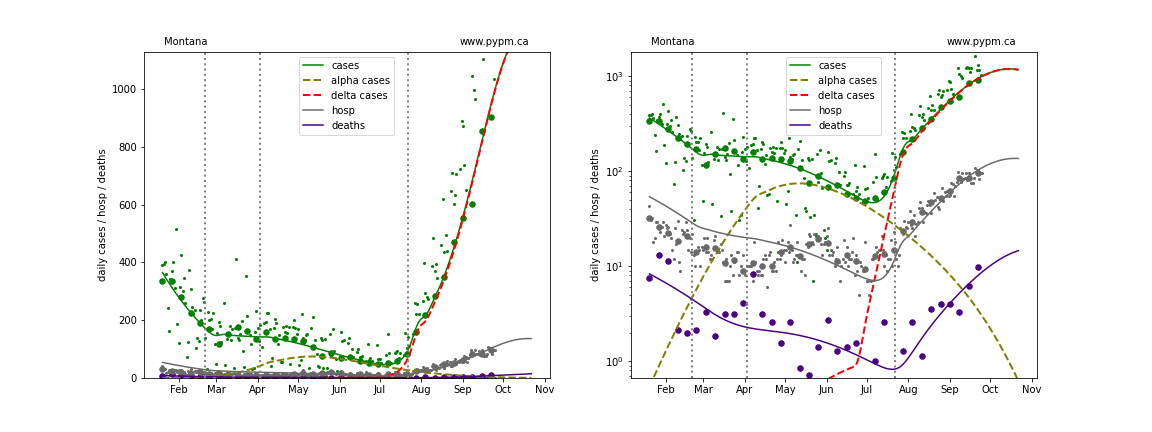 Montana www.pypm.ca
daily cases / hosp / deaths
1000
800
600
400
200
0
cases
alpha cases
delta cases
hosp
deaths
Feb Mar Apr May Jun Jul Aug Sep Oct Nov
Montana www.pypm.ca
daily cases / hosp / deaths
10³
10²
10¹
10⁰
cases
alpha cases
delta cases
hosp
deaths
Feb Mar Apr May Jun Jul Aug Sep Oct Nov